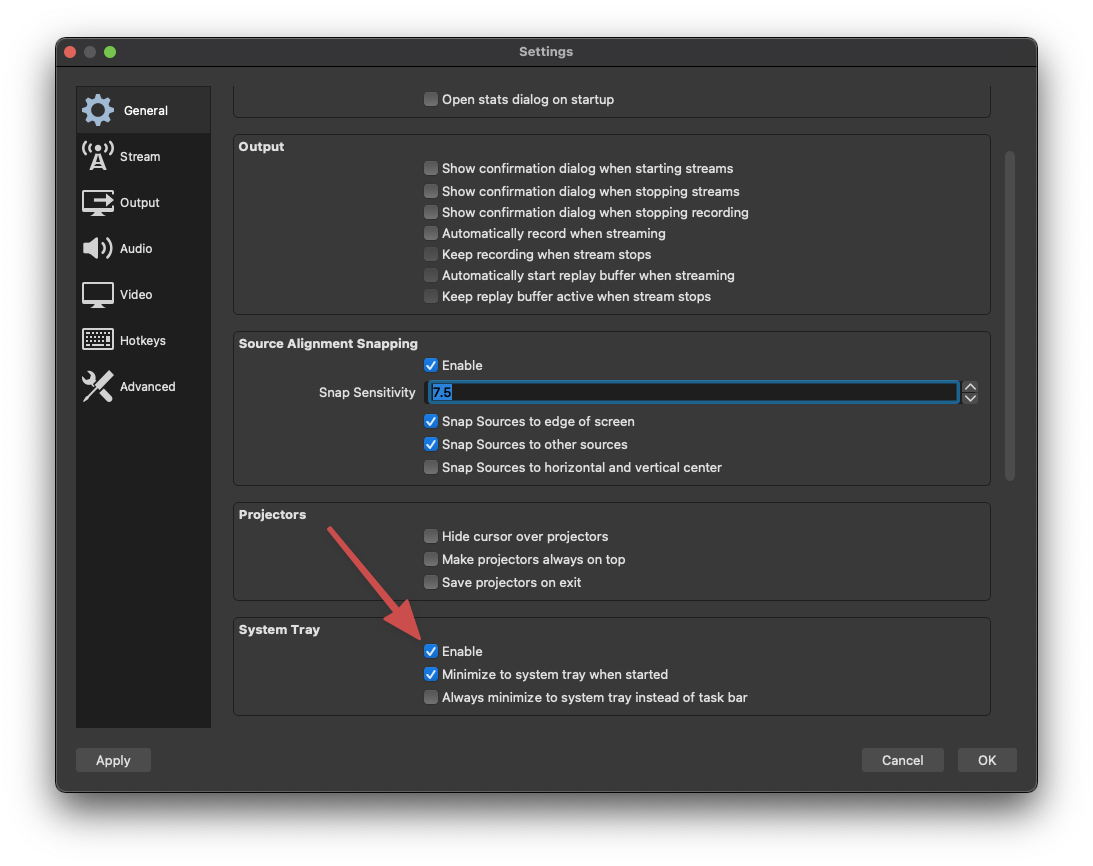 Settings
General
Stream
Output
Audio
Video
Hotkeys
Advanced
Open stats dialog on startup
Output
Show confirmation dialog when starting streams
Show confirmation dialog when stopping streams
Show confirmation dialog when stopping recording
Automatically record when streaming
Keep recording when stream stops
Automatically start replay buffer when streaming
Keep replay buffer active when stream stops
Source Alignment Snapping
Enable
Snap Sensitivity 7.5
Snap Sources to edge of screen
Snap Sources to other sources
Snap Sources to horizontal and vertical center
Projectors
Hide cursor over projectors
Make projectors always on top
Save projectors on exit
System Tray
Enable
Minimize to system tray when started
Always minimize to system tray instead of task bar
Apply Cancel OK